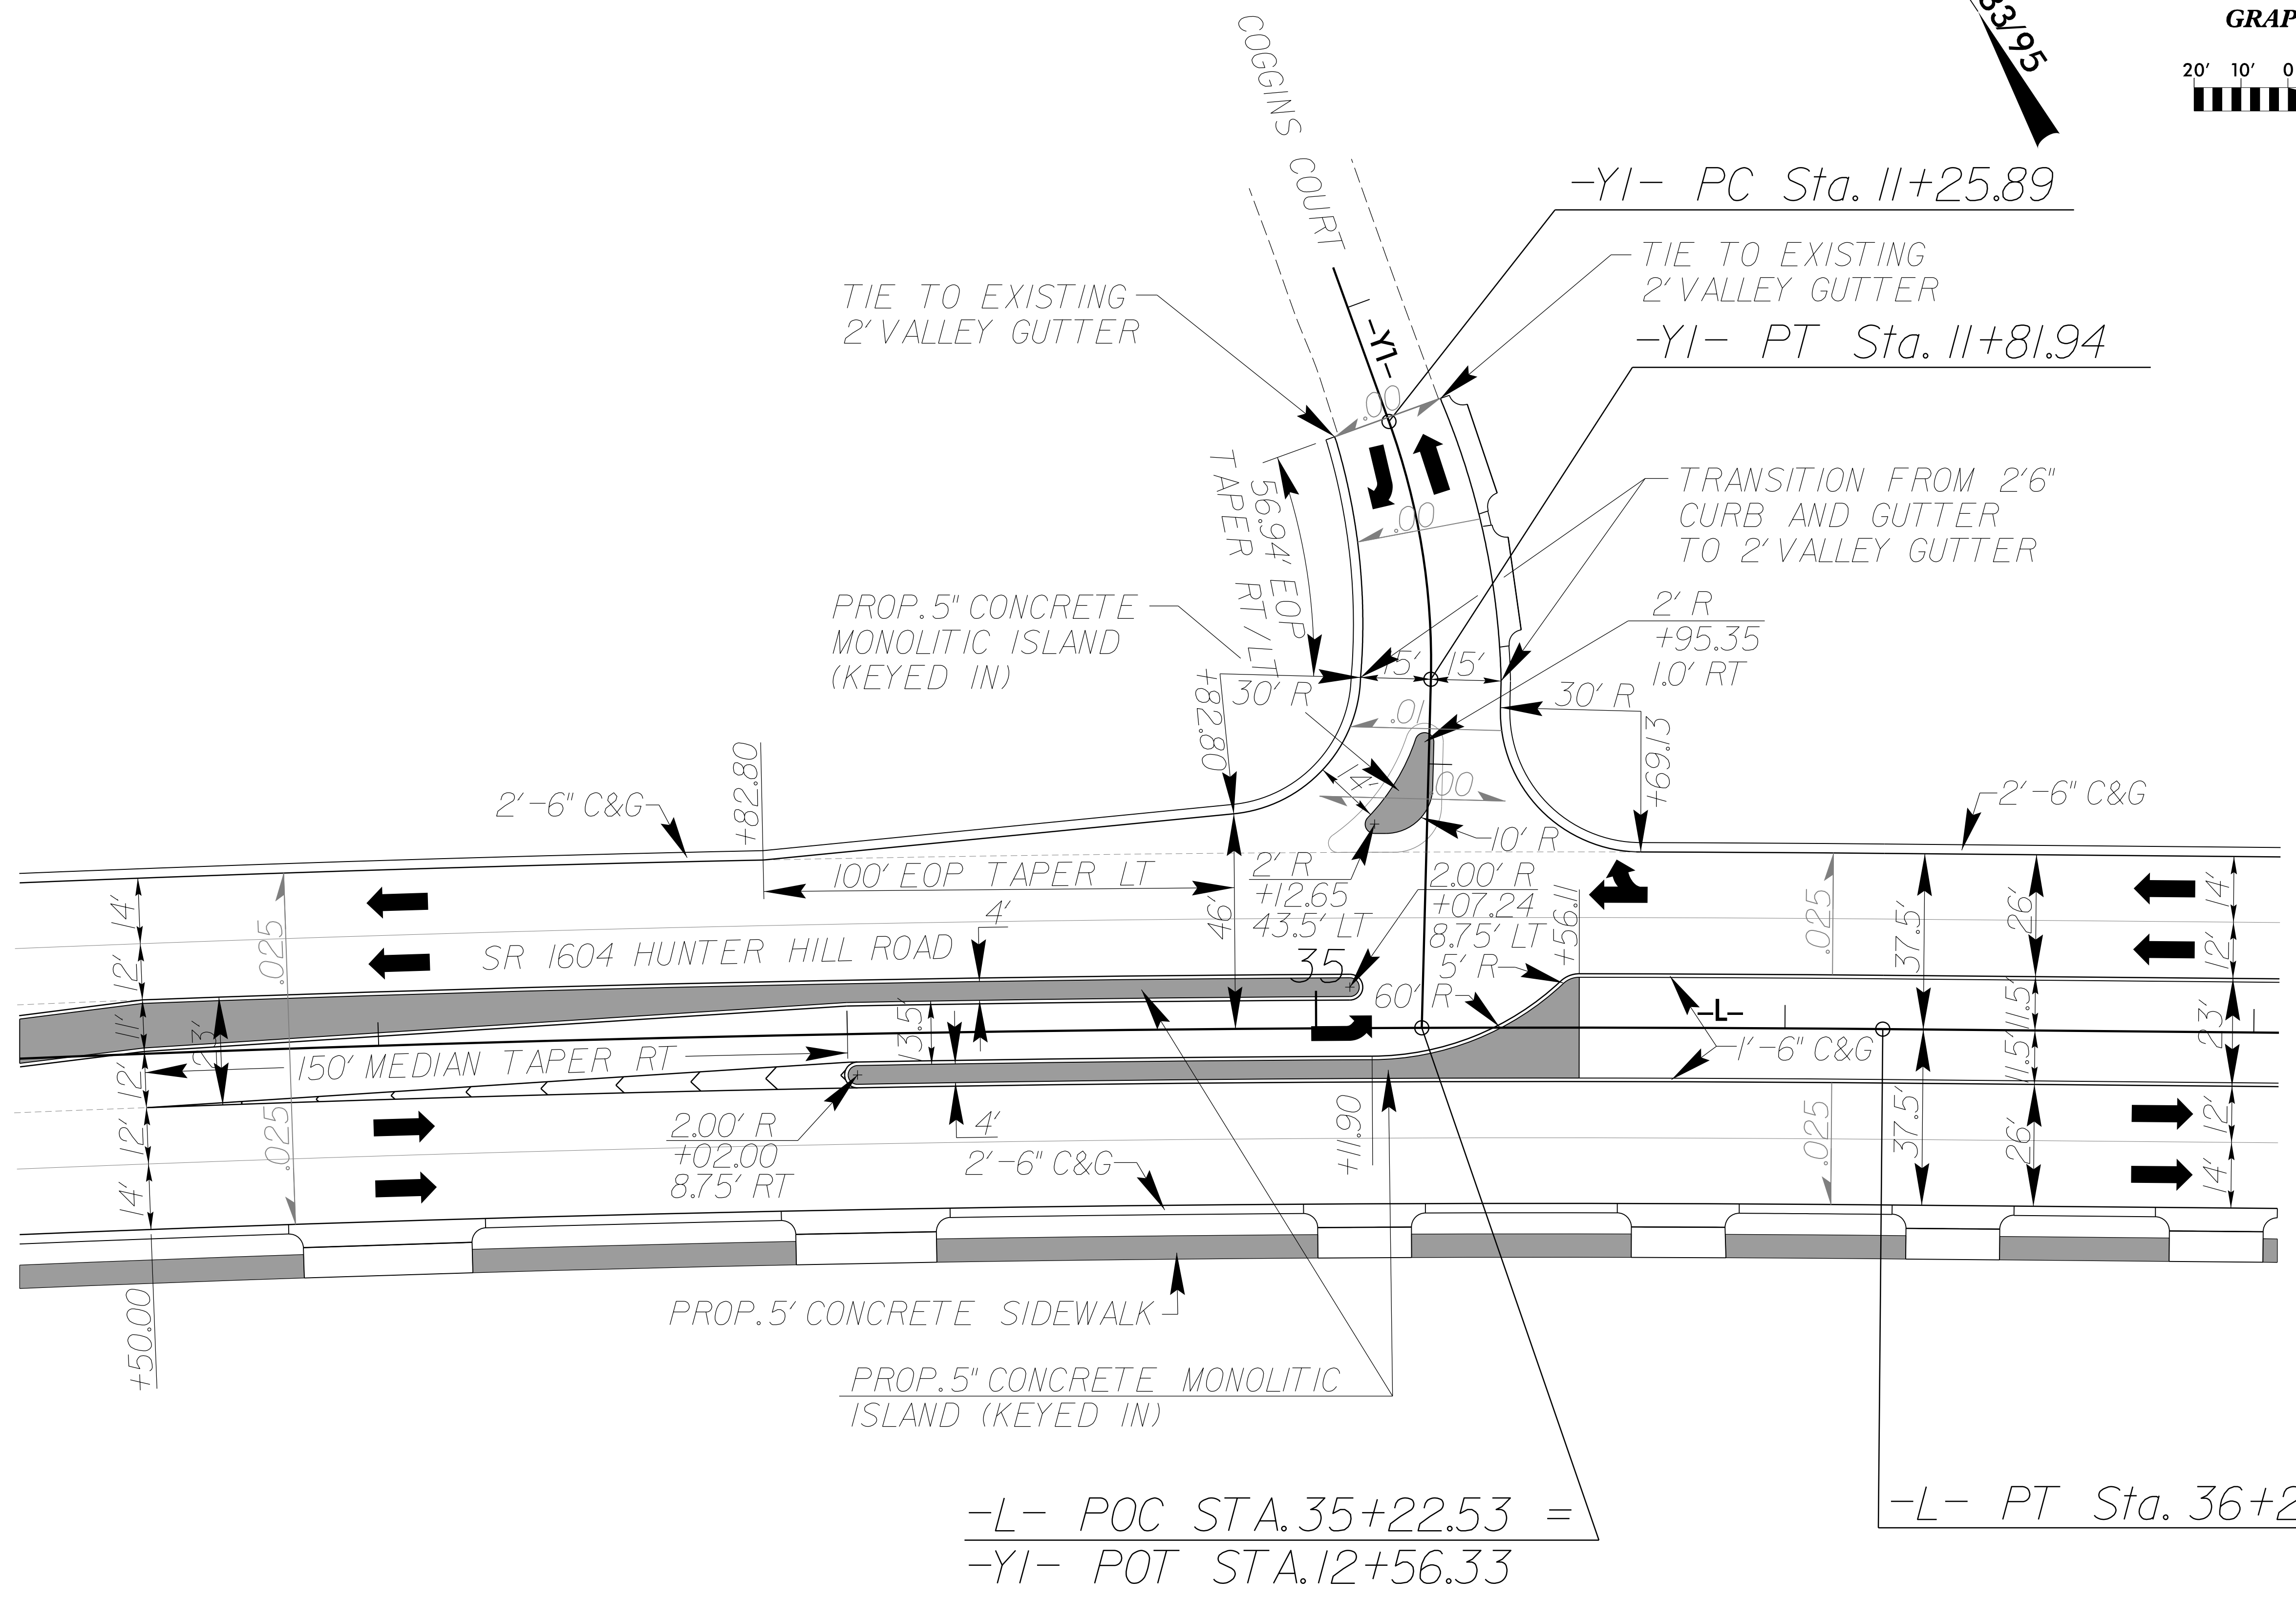 83/95
GRAP
20' 10' 0
COGGINS COURT
-Y1- PC Sta. 11+25.89
TIE TO EXISTING
2' VALLEY GUTTER
TIE TO EXISTING
2' VALLEY GUTTER
-Y1-
-Y1- PT Sta. 11+81.94
.00
.00
56.94' EOP
TAPER RT/LT
TRANSITION FROM 2'6"
CURB AND GUTTER
TO 2' VALLEY GUTTER
PROP. 5" CONCRETE
MONOLITIC ISLAND
(KEYED IN)
2' R
+95.35
1.0' RT
15' 15'
30' R
30' R
+82.80
+82.80
.01
.00
14'
+69.13
2'-6" C&G
2'-6" C&G
10' R
100' EOP TAPER LT
2' R
+12.65
43.5' LT
2.00' R
+07.24
8.75' LT
+56.11
46'
4'
5' R
60' R
35
SR 1604 HUNTER HILL ROAD
14'
12'
11'
12'
12'
14'
23'
.025
.025
.025
.025
37.5'
37.5'
26'
26'
11.5'
11.5'
14'
12'
23'
12'
14'
-L-
1'-6" C&G
13.5'
150' MEDIAN TAPER RT
2.00' R
+02.00
8.75' RT
4'
2'-6" C&G
+11.90
+50.00
PROP. 5' CONCRETE SIDEWALK
PROP. 5" CONCRETE MONOLITIC
ISLAND (KEYED IN)
-L- POC STA. 35+22.53 =
-Y1- POT STA. 12+56.33
-L- PT Sta. 36+2